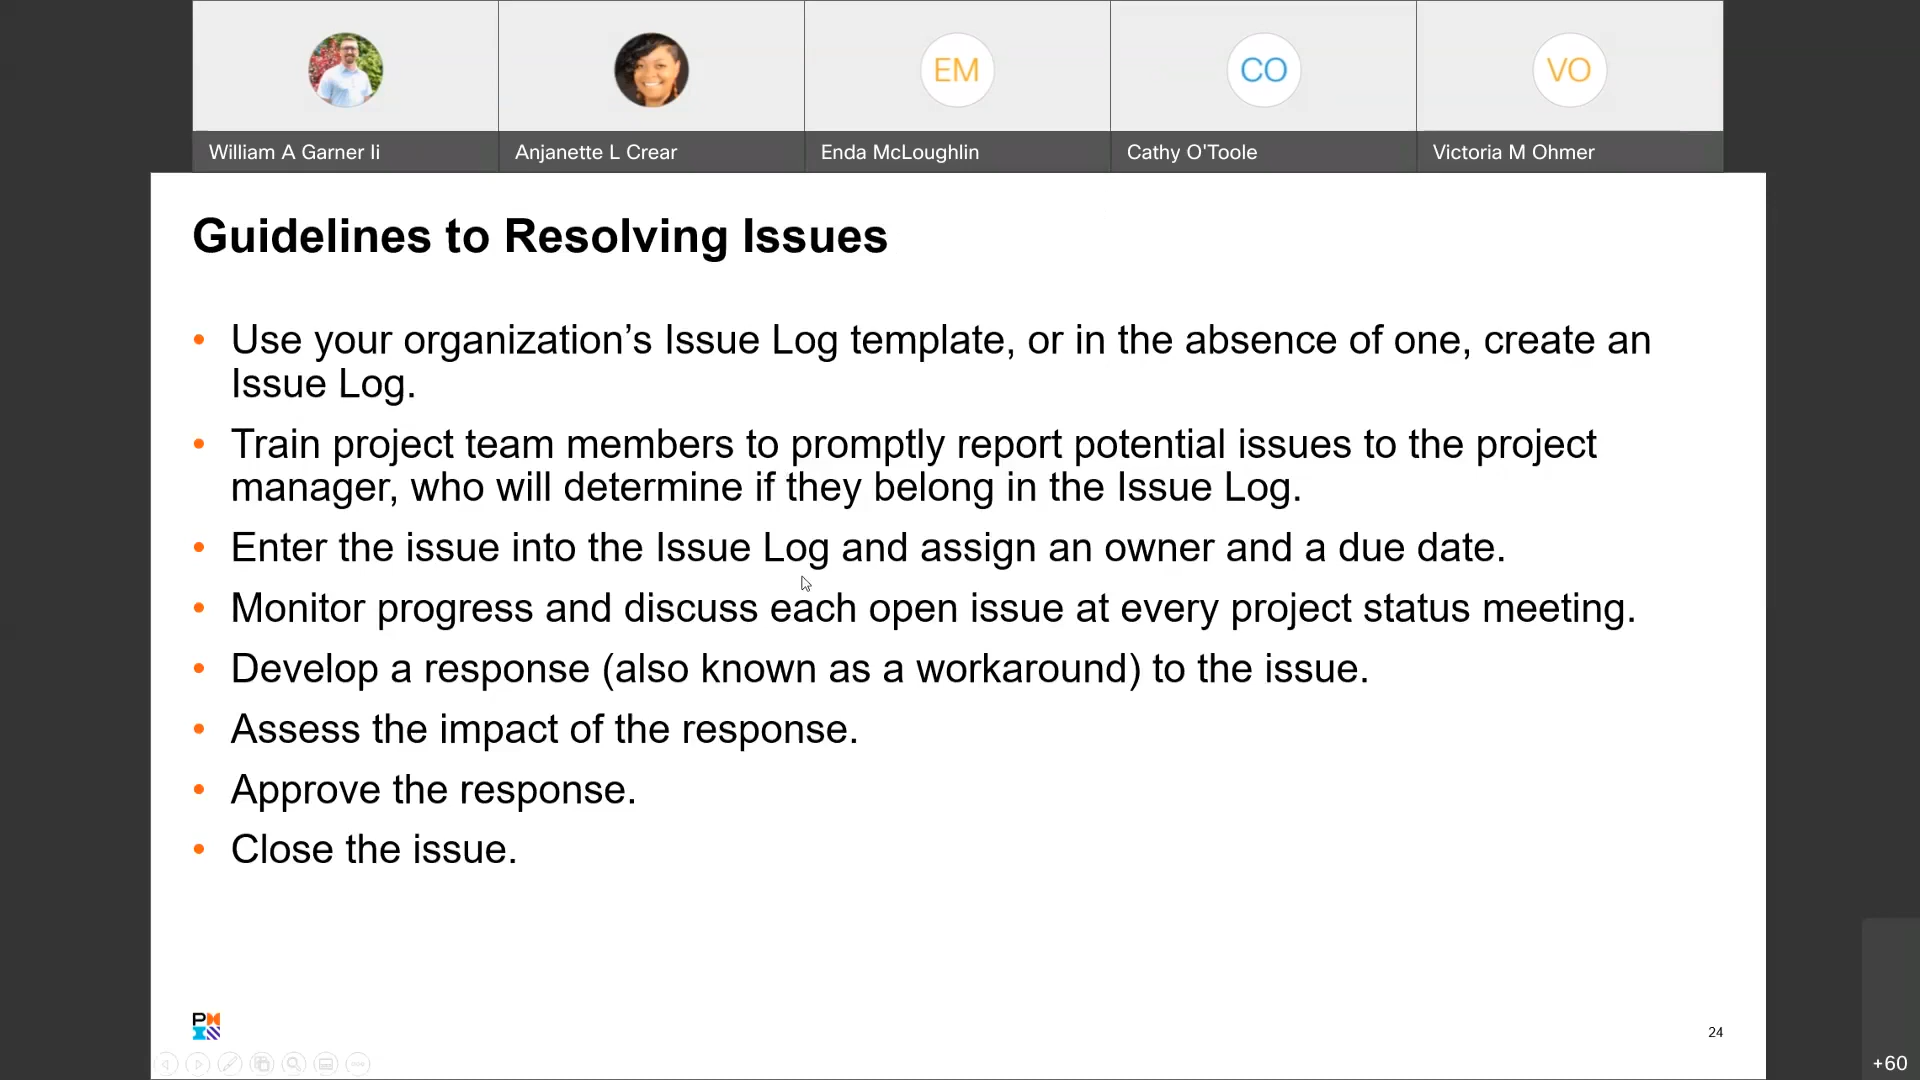 EM
CO
VO
William A Garner Ii
Anjanette L Crear
Enda McLoughlin
Cathy O'Toole
Victoria M Ohmer
Guidelines to Resolving Issues
• Use your organization’s Issue Log template, or in the absence of one, create an
Issue Log.
• Train project team members to promptly report potential issues to the project
manager, who will determine if they belong in the Issue Log.
• Enter the issue into the Issue Log and assign an owner and a due date.
• Monitor progress and discuss each open issue at every project status meeting.
• Develop a response (also known as a workaround) to the issue.
• Assess the impact of the response.
• Approve the response.
• Close the issue.
24
+60